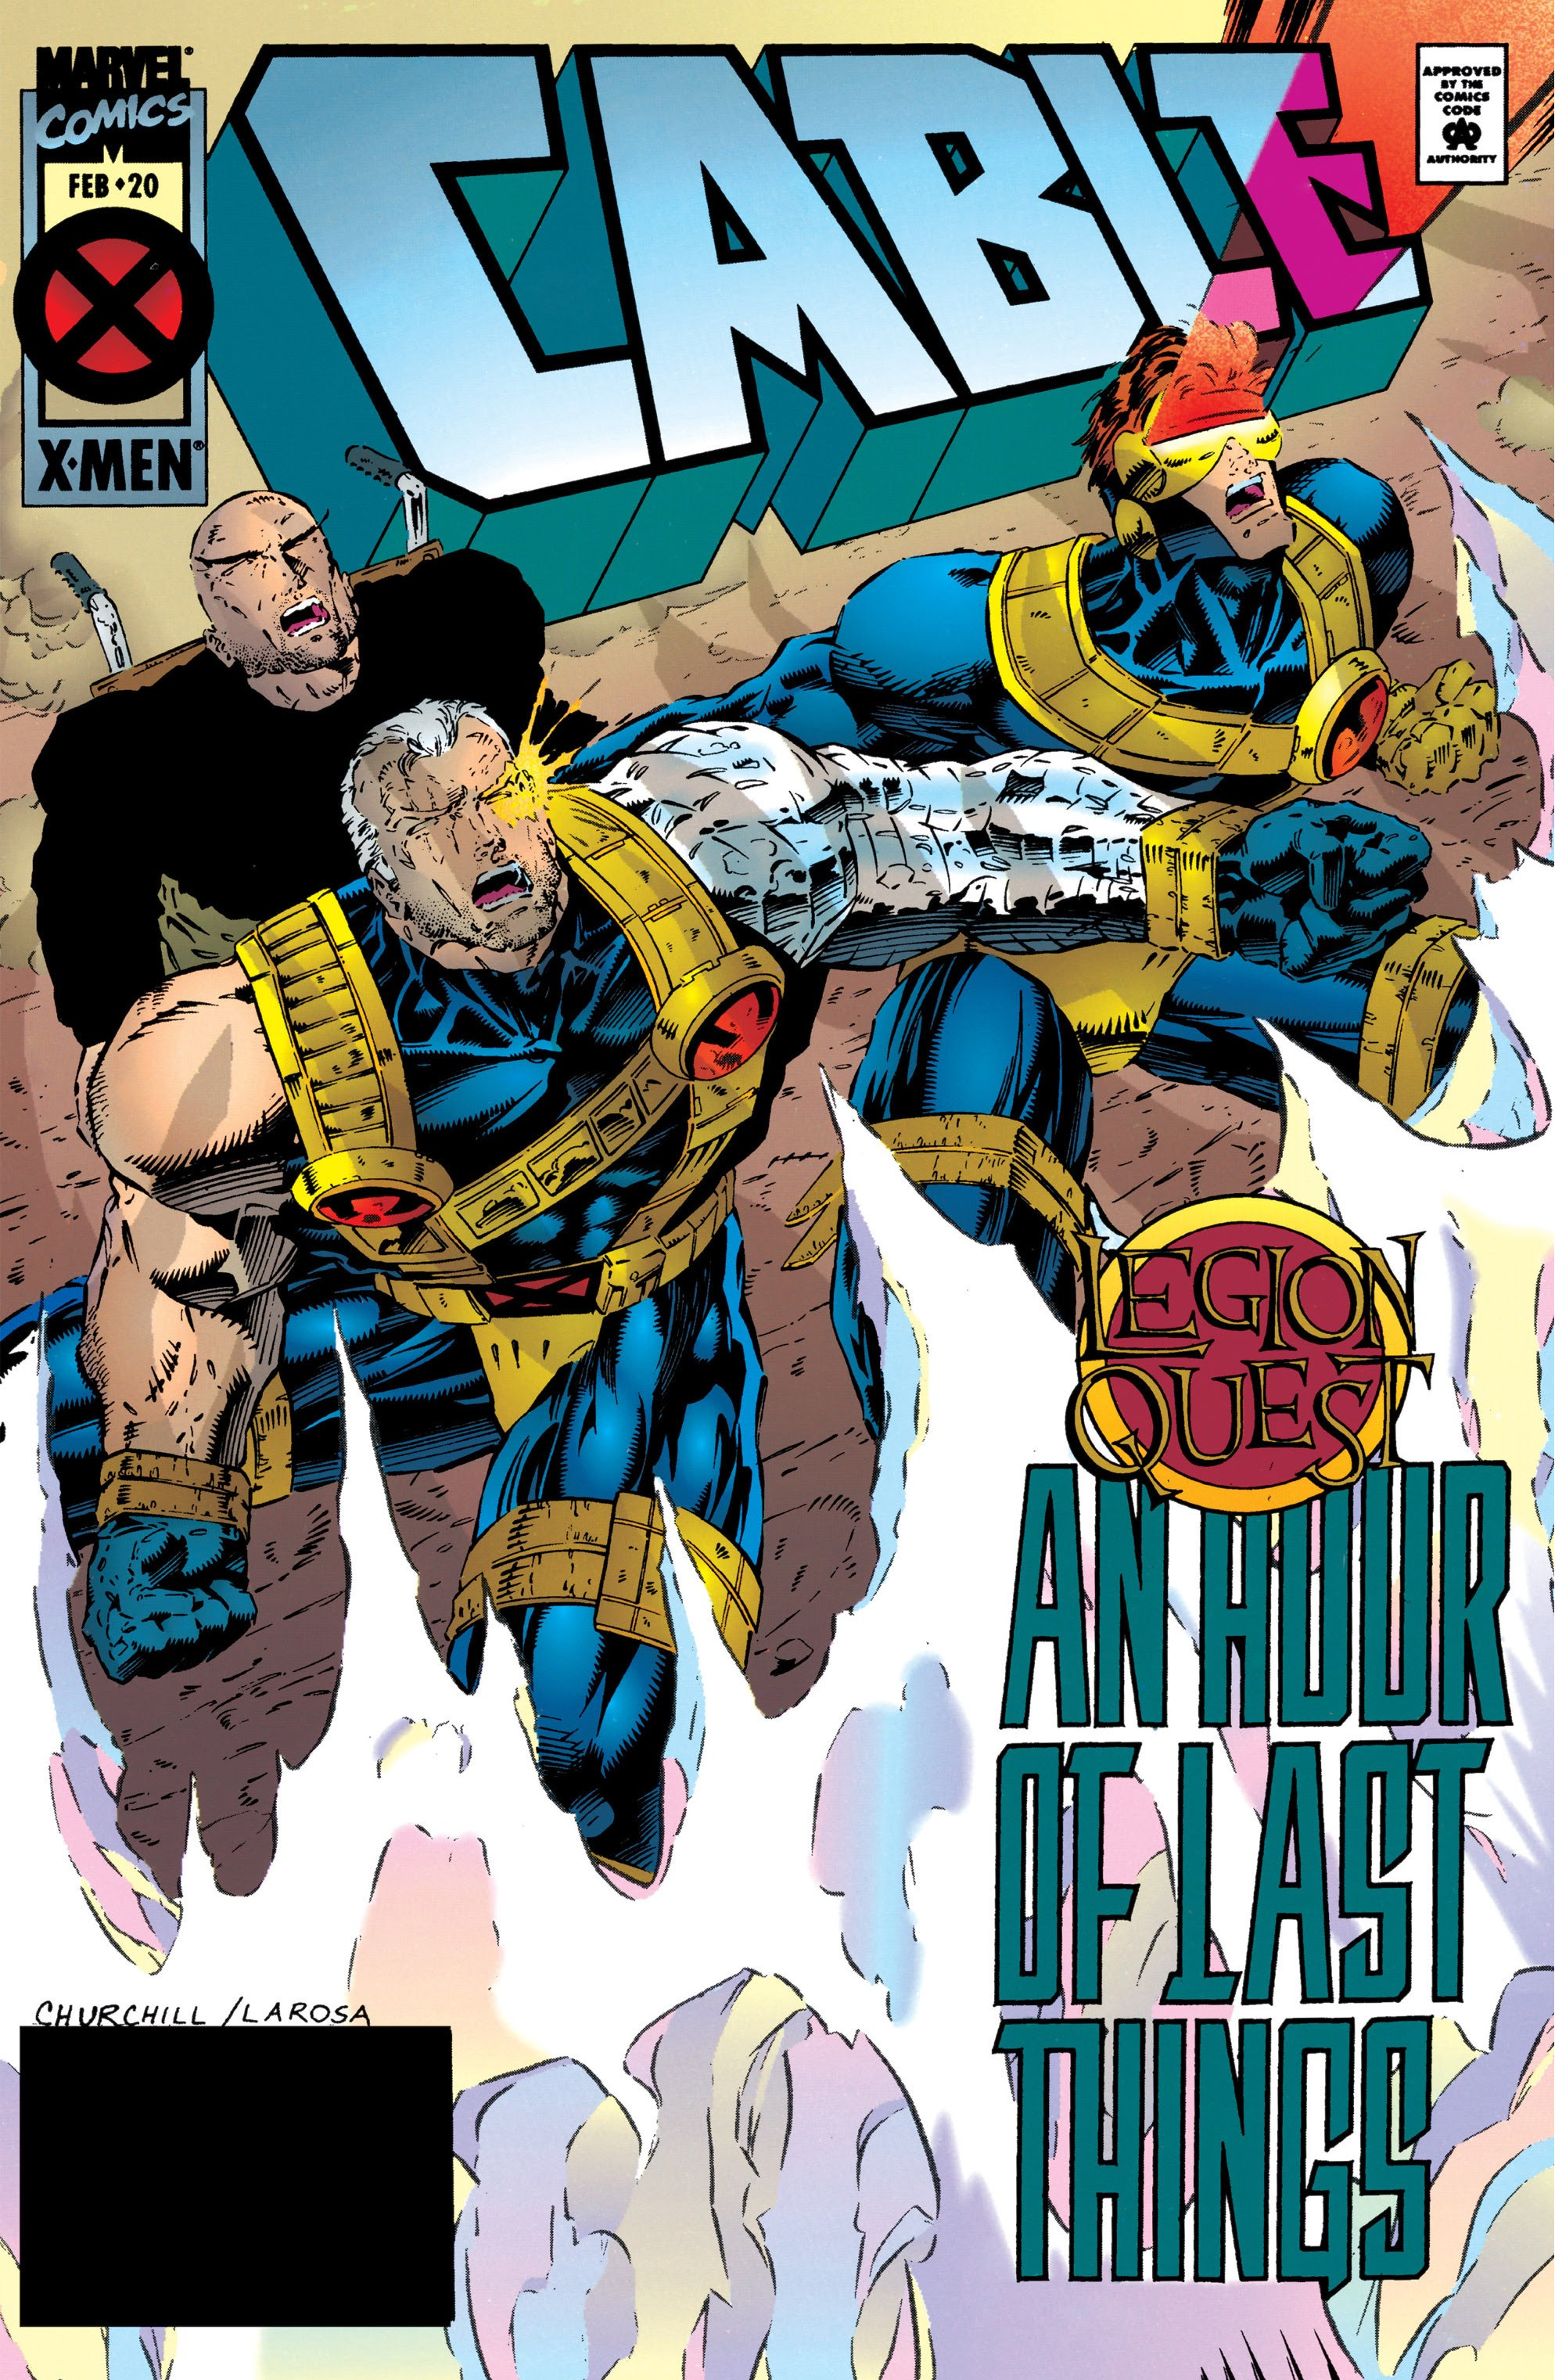 MARVEL®
COMICS
FEB • 20
X•MEN®
CABLE
APPROVED
BY THE
COMICS
CODE
CA
AUTHORITY
LEGION
QUEST
AN HOUR
OF LAST
THINGS
CHURCHILL / LAROSA